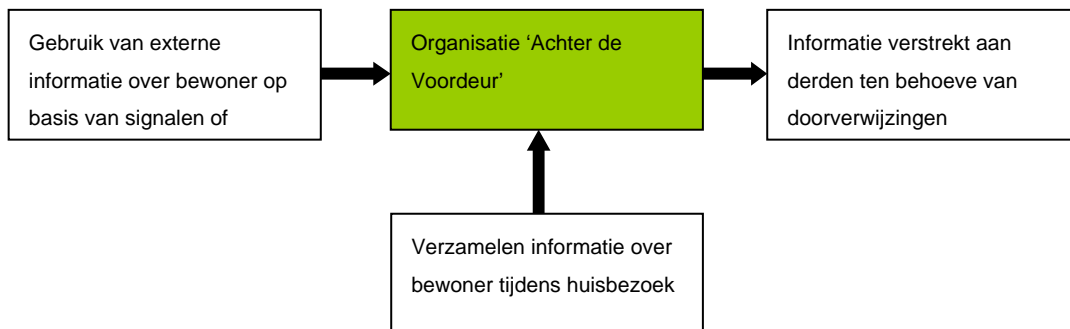 Gebruik van externe
informatie over bewoner op
basis van signalen of
Organisatie ‘Achter de
Voordeur’
Informatie verstrekt aan
derden ten behoeve van
doorverwijzingen
Verzamelen informatie over
bewoner tijdens huisbezoek